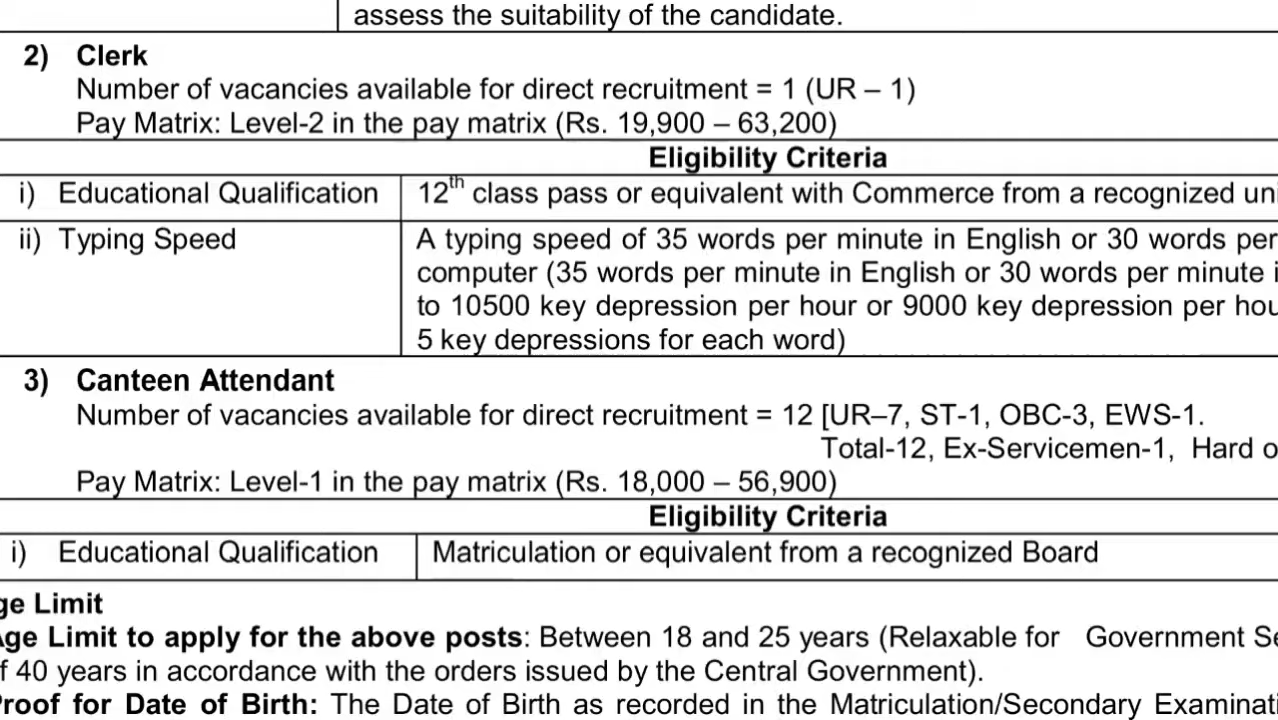 assess the suitability of the candidate.
2) Clerk
Number of vacancies available for direct recruitment = 1 (UR – 1)
Pay Matrix: Level-2 in the pay matrix (Rs. 19,900 – 63,200)
Eligibility Criteria
i) Educational Qualification 12th class pass or equivalent with Commerce from a recognized
ii) Typing Speed A typing speed of 35 words per minute in English or 30 words per
computer (35 words per minute in English or 30 words per minute
to 10500 key depression per hour or 9000 key depression per
5 key depressions for each word)
3) Canteen Attendant
Number of vacancies available for direct recruitment = 12 [UR–7, ST-1, OBC-3, EWS-1.
Total-12, Ex-Servicemen-1, Hard
Pay Matrix: Level-1 in the pay matrix (Rs. 18,000 – 56,900)
Eligibility Criteria
i) Educational Qualification Matriculation or equivalent from a recognized Board
ge Limit
Age Limit to apply for the above posts: Between 18 and 25 years (Relaxable for Government
f 40 years in accordance with the orders issued by the Central Government).
Proof for Date of Birth: The Date of Birth as recorded in the Matriculation/Secondary